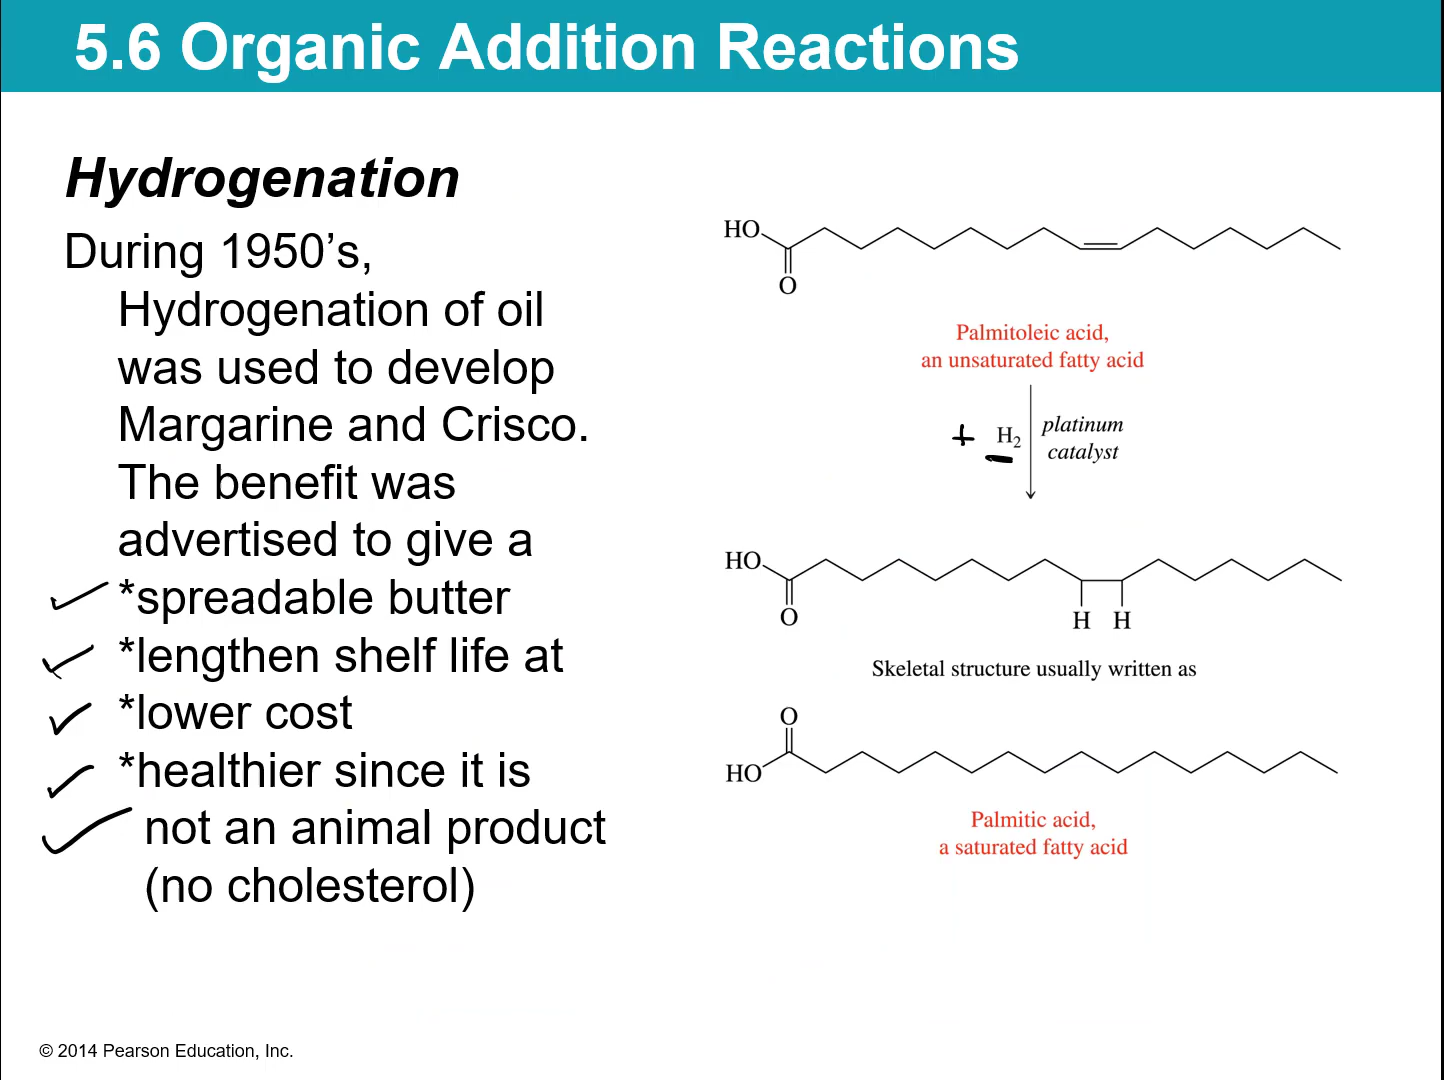 5.6 Organic Addition Reactions
Hydrogenation
During 1950’s,
Hydrogenation of oil
was used to develop
Margarine and Crisco.
The benefit was
advertised to give a
*spreadable butter
*lengthen shelf life at
*lower cost
*healthier since it is
not an animal product
(no cholesterol)
HO
O
Palmitoleic acid,
an unsaturated fatty acid
+ H₂ platinum
catalyst
HO
O
H H
Skeletal structure usually written as
O
HO
Palmitic acid,
a saturated fatty acid
© 2014 Pearson Education, Inc.